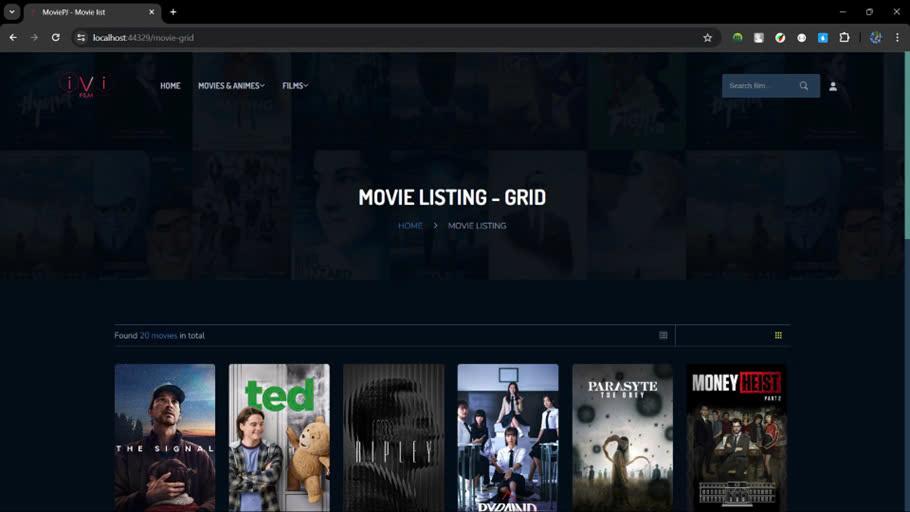 MoviePJ - Movie list
localhost:44329/movie-grid
iVi
FILM
HOME
MOVIES & ANIMES
FILMS
Search film...
MOVIE LISTING - GRID
HOME
MOVIE LISTING
Found 20 movies in total
THE SIGNAL
ted
RIPLEY
PYRAMID
PARASYTE
THE GREY
MONEY HEIST
PART 2